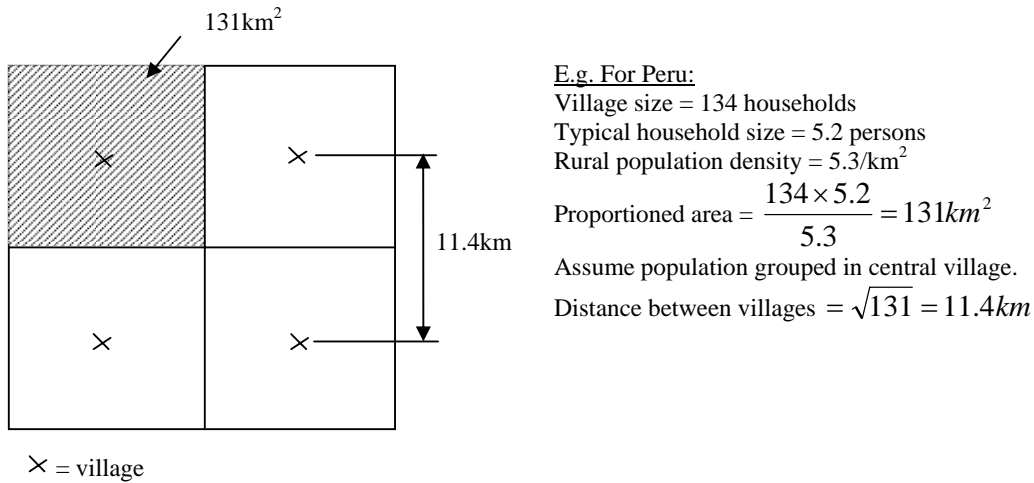 131km²
E.g. For Peru:
Village size = 134 households
Typical household size = 5.2 persons
Rural population density = 5.3/km²
Proportioned area = \frac{134 × 5.2}{5.3} = 131km²
11.4km
Assume population grouped in central village.
Distance between villages = √131 = 11.4km
× = village